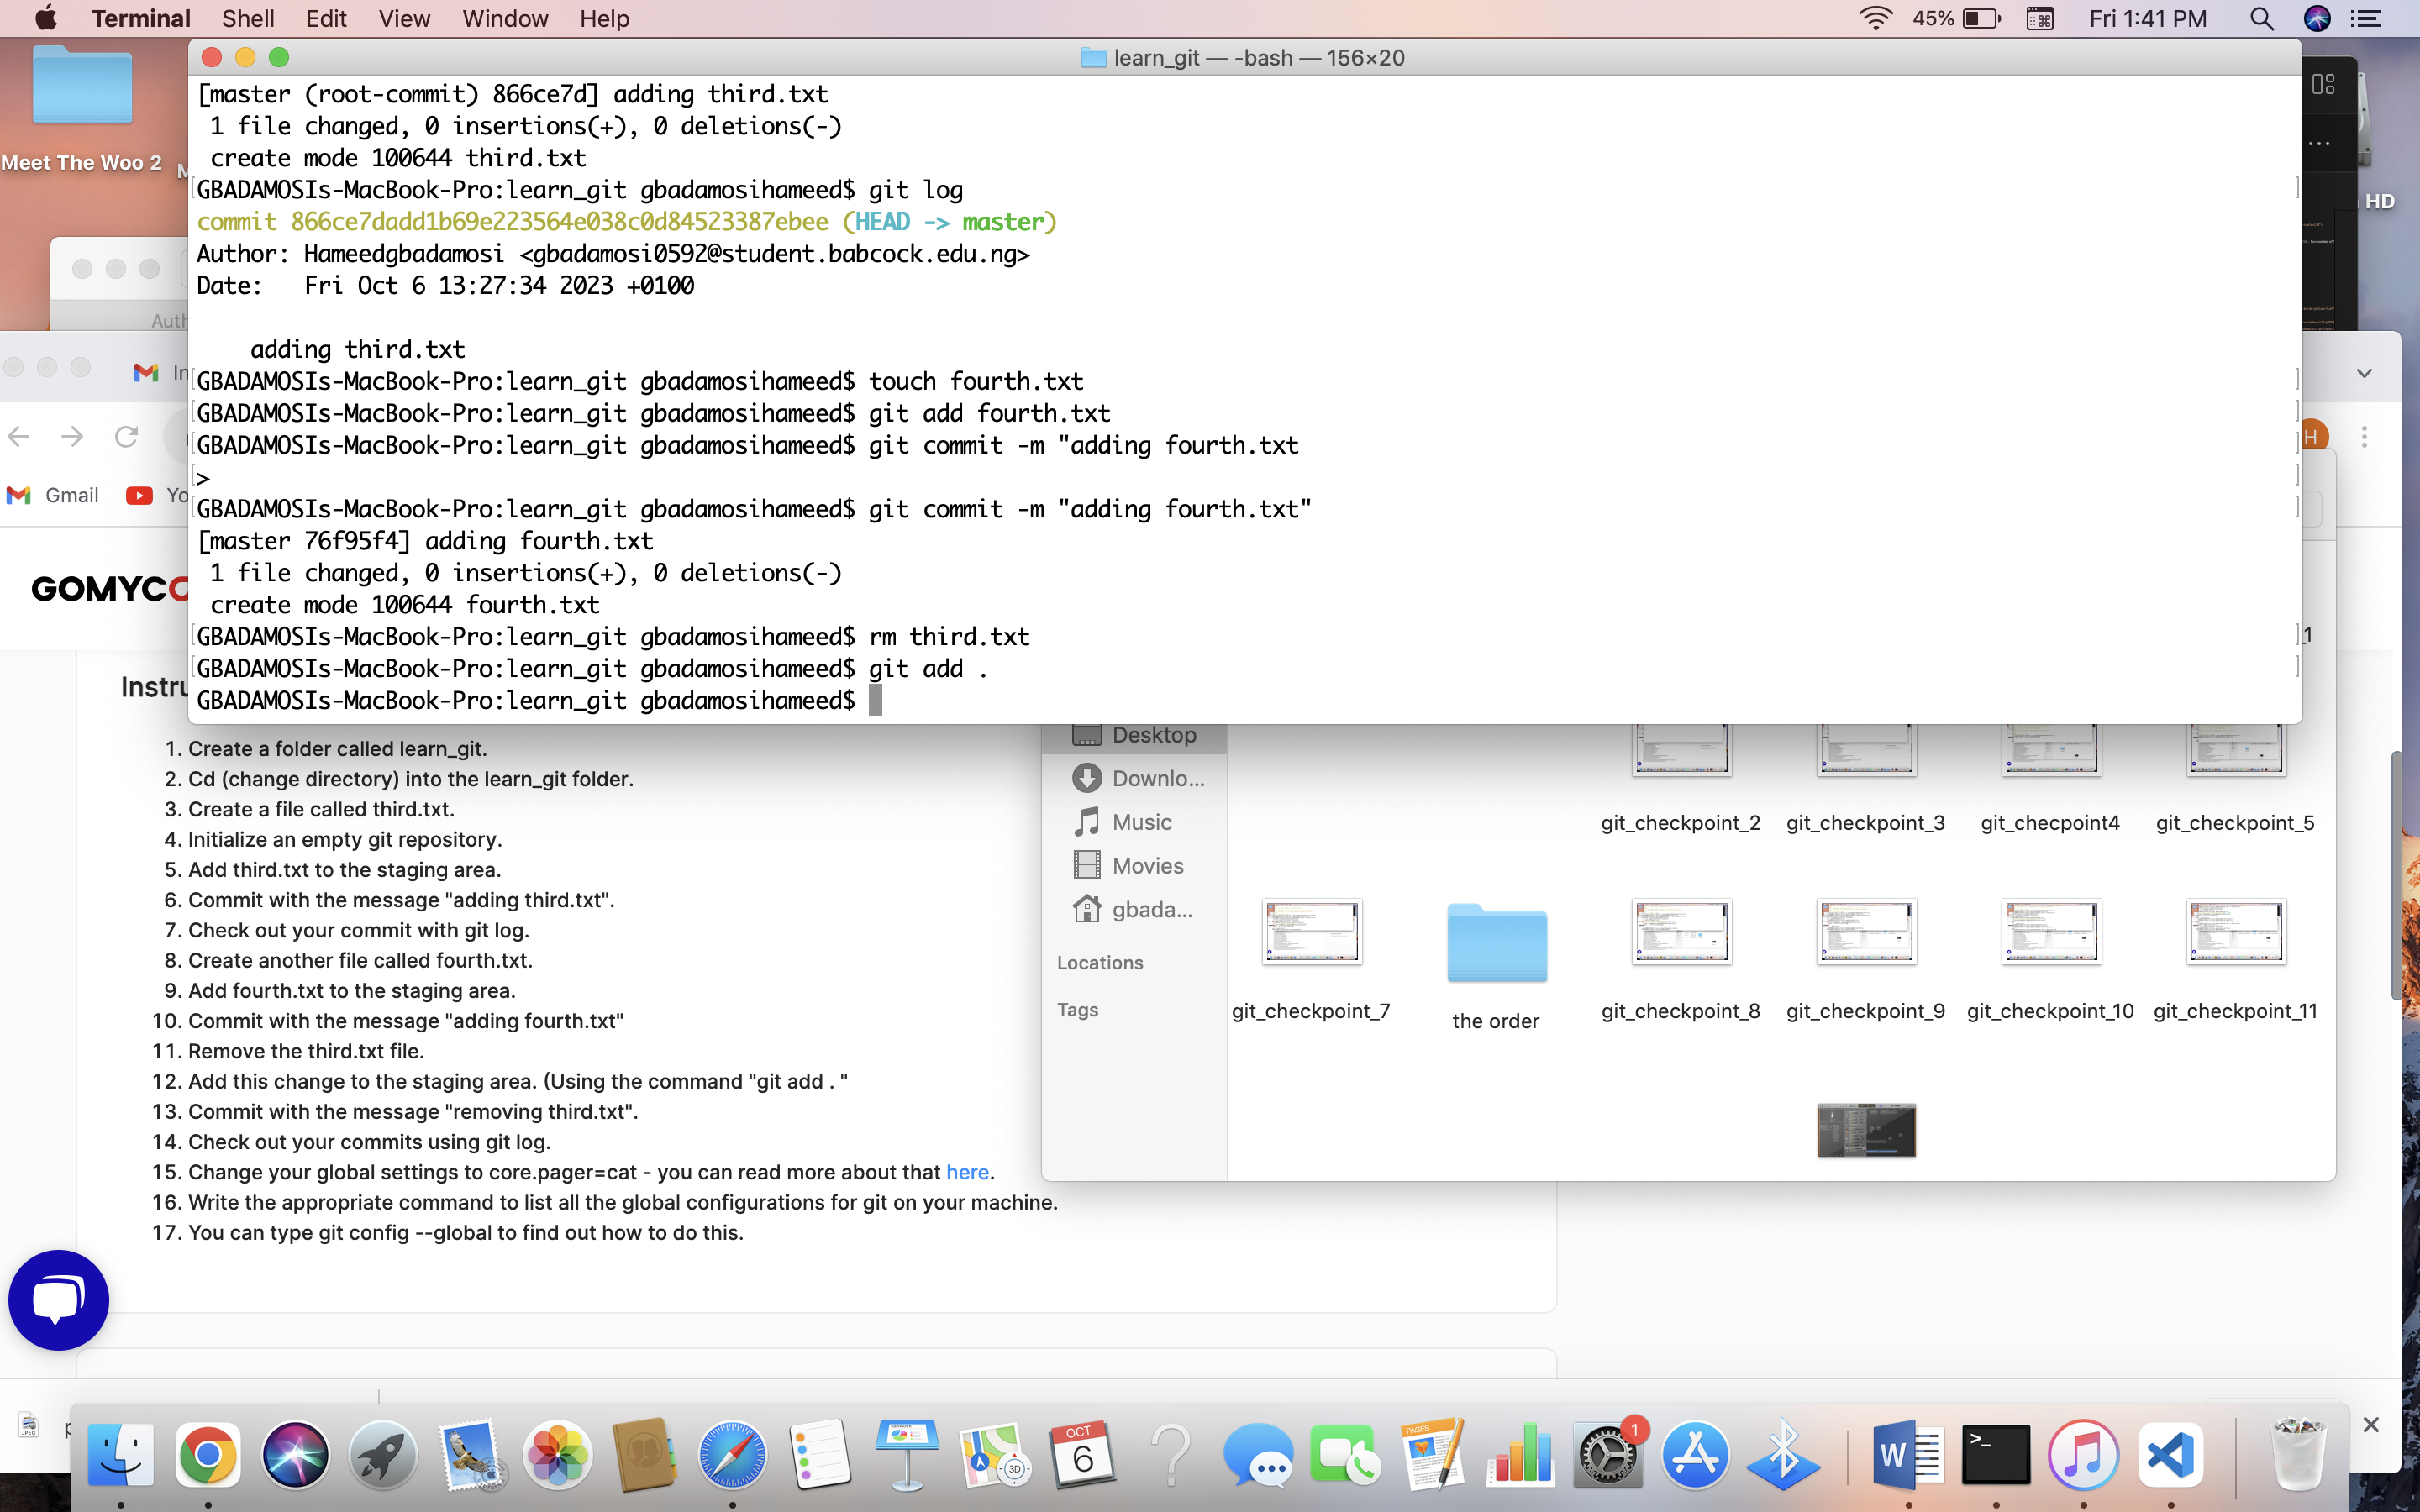 Terminal Shell Edit View Window Help 45% Fri 1:41 PM
learn_git — -bash — 156×20
[master (root-commit) 866ce7d] adding third.txt
1 file changed, 0 insertions(+), 0 deletions(-)
create mode 100644 third.txt
GBADAMOSIs-MacBook-Pro:learn_git gbadamosihameed$ git log
commit 866ce7dadd1b69e223564e038c0d84523387ebee (HEAD -> master)
Author: Hameedgbadamosi <gbadamosi0592@student.babcock.edu.ng>
Date:   Fri Oct 6 13:27:34 2023 +0100
adding third.txt
GBADAMOSIs-MacBook-Pro:learn_git gbadamosihameed$ touch fourth.txt
GBADAMOSIs-MacBook-Pro:learn_git gbadamosihameed$ git add fourth.txt
GBADAMOSIs-MacBook-Pro:learn_git gbadamosihameed$ git commit -m "adding fourth.txt
>
GBADAMOSIs-MacBook-Pro:learn_git gbadamosihameed$ git commit -m "adding fourth.txt"
[master 76f95f4] adding fourth.txt
1 file changed, 0 insertions(+), 0 deletions(-)
create mode 100644 fourth.txt
GBADAMOSIs-MacBook-Pro:learn_git gbadamosihameed$ rm third.txt
GBADAMOSIs-MacBook-Pro:learn_git gbadamosihameed$ git add .
GBADAMOSIs-MacBook-Pro:learn_git gbadamosihameed$
Meet The Woo 2
HD
Auth
In
H
Gmail Yo
GOMYCO
Instru
1. Create a folder called learn_git.
2. Cd (change directory) into the learn_git folder.
3. Create a file called third.txt.
4. Initialize an empty git repository.
5. Add third.txt to the staging area.
6. Commit with the message "adding third.txt".
7. Check out your commit with git log.
8. Create another file called fourth.txt.
9. Add fourth.txt to the staging area.
10. Commit with the message "adding fourth.txt"
11. Remove the third.txt file.
12. Add this change to the staging area. (Using the command "git add . "
13. Commit with the message "removing third.txt".
14. Check out your commits using git log.
15. Change your global settings to core.pager=cat - you can read more about that here.
16. Write the appropriate command to list all the global configurations for git on your machine.
17. You can type git config --global to find out how to do this.
Desktop
Downlo...
Music
Movies
gbada...
Locations
Tags
_1
git_checkpoint_2 git_checkpoint_3 git_checpoint4 git_checkpoint_5
git_checkpoint_7 the order git_checkpoint_8 git_checkpoint_9 git_checkpoint_10 git_checkpoint_11
JPEG p
3D
OCT
6
PAGES
1
W
>_